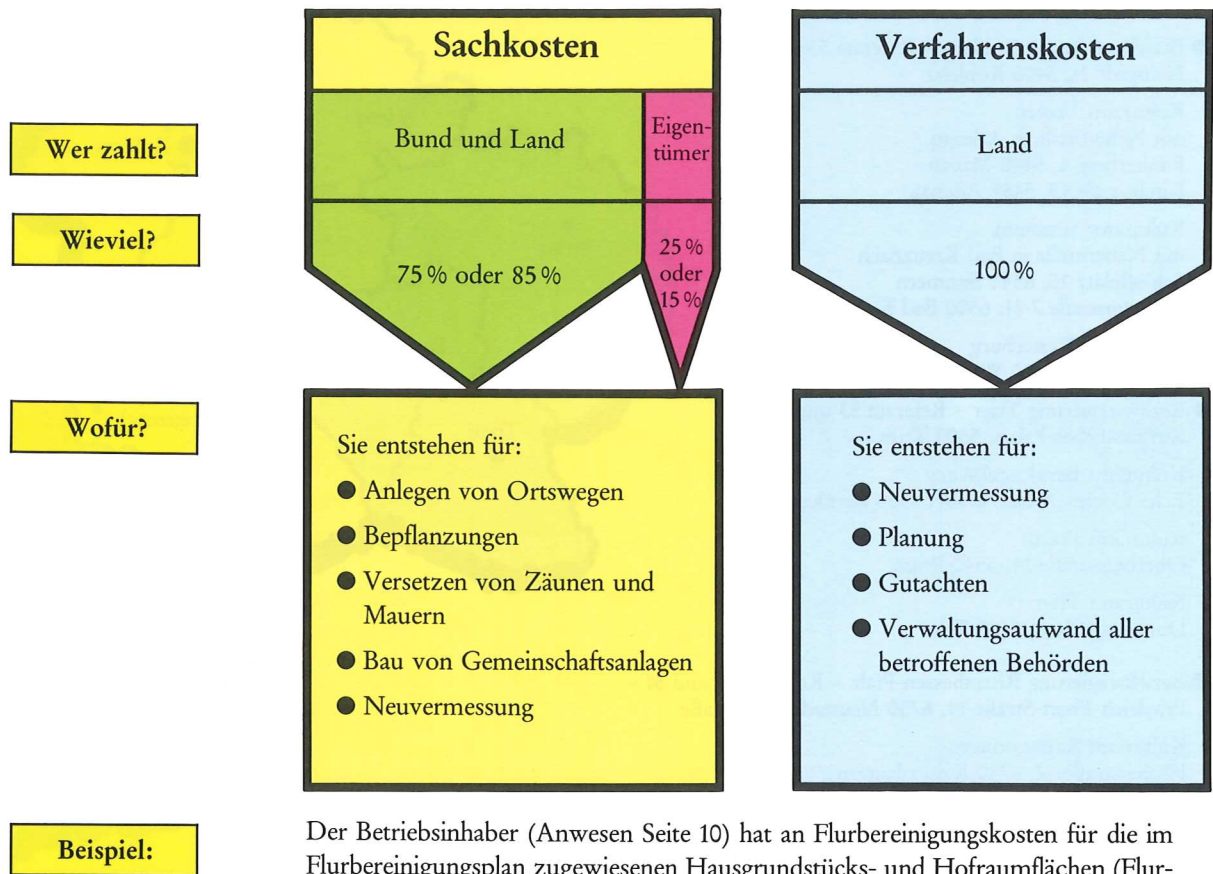 Sachkosten
Verfahrenskosten
Wer zahlt?
Bund und Land
Eigen-
tümer
Land
Wieviel?
75 % oder 85 %
25 %
oder
15 %
100 %
Wofür?
Sie entstehen für:
● Anlegen von Ortswegen
● Bepflanzungen
● Versetzen von Zäunen und
Mauern
● Bau von Gemeinschaftsanlagen
● Neuvermessung
Sie entstehen für:
● Neuvermessung
● Planung
● Gutachten
● Verwaltungsaufwand aller
betroffenen Behörden
Beispiel:
Der Betriebsinhaber (Anwesen Seite 10) hat an Flurbereinigungskosten für die im
Flurbereinigungsplan zugewiesenen Hausgrundstücks- und Hofraumflächen (Flur-